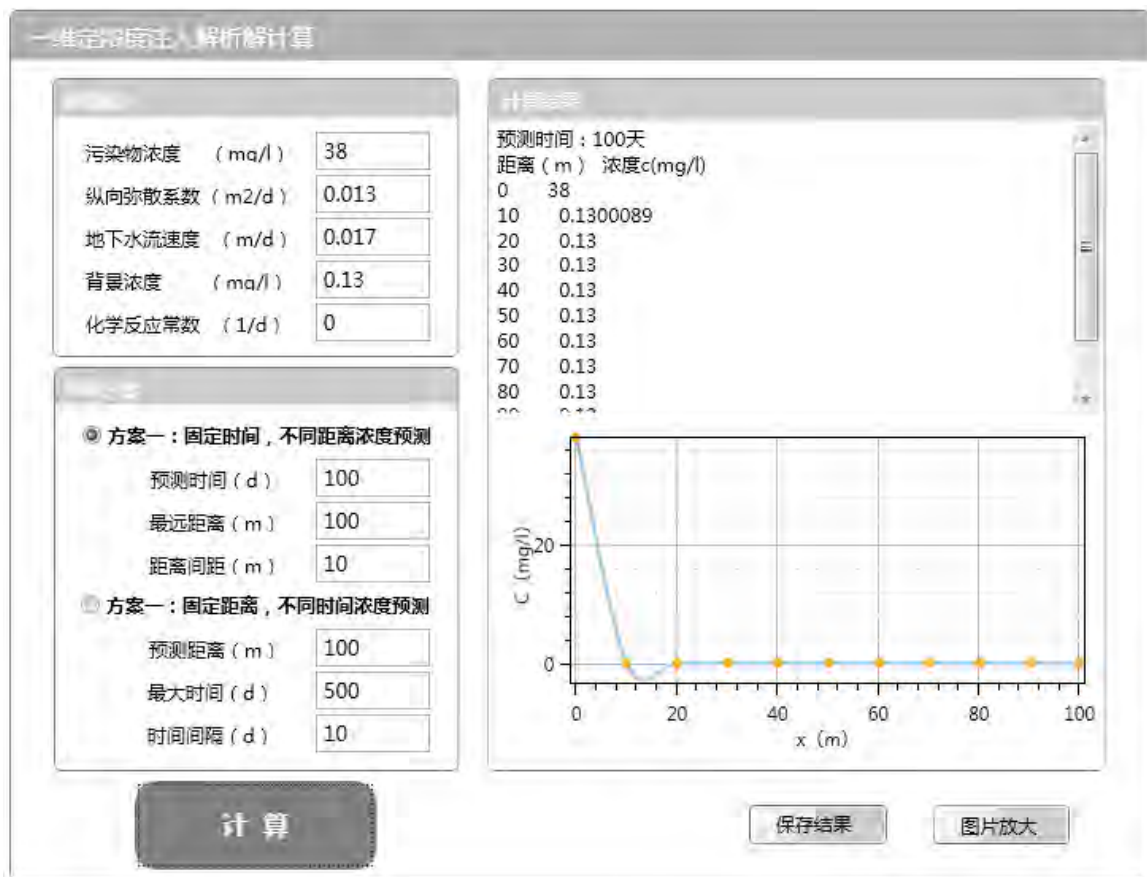 一维定浓度注入解析解计算
污染物浓度 （mg/l） 38
纵向弥散系数（m2/d） 0.013
地下水流速度 （m/d） 0.017
背景浓度 （mg/l） 0.13
化学反应常数 （1/d） 0
方案一：固定时间，不同距离浓度预测
预测时间（d） 100
最远距离（m） 100
距离间距（m） 10
方案一：固定距离，不同时间浓度预测
预测距离（m） 100
最大时间（d） 500
时间间隔（d） 10
计算
计算结果
预测时间：100天
距离（m） 浓度c(mg/l)
0 38
10 0.1300089
20 0.13
30 0.13
40 0.13
50 0.13
60 0.13
70 0.13
80 0.13
C（mg/l）
20
0
0 20 40 60 80 100
x（m）
保存结果 图片放大